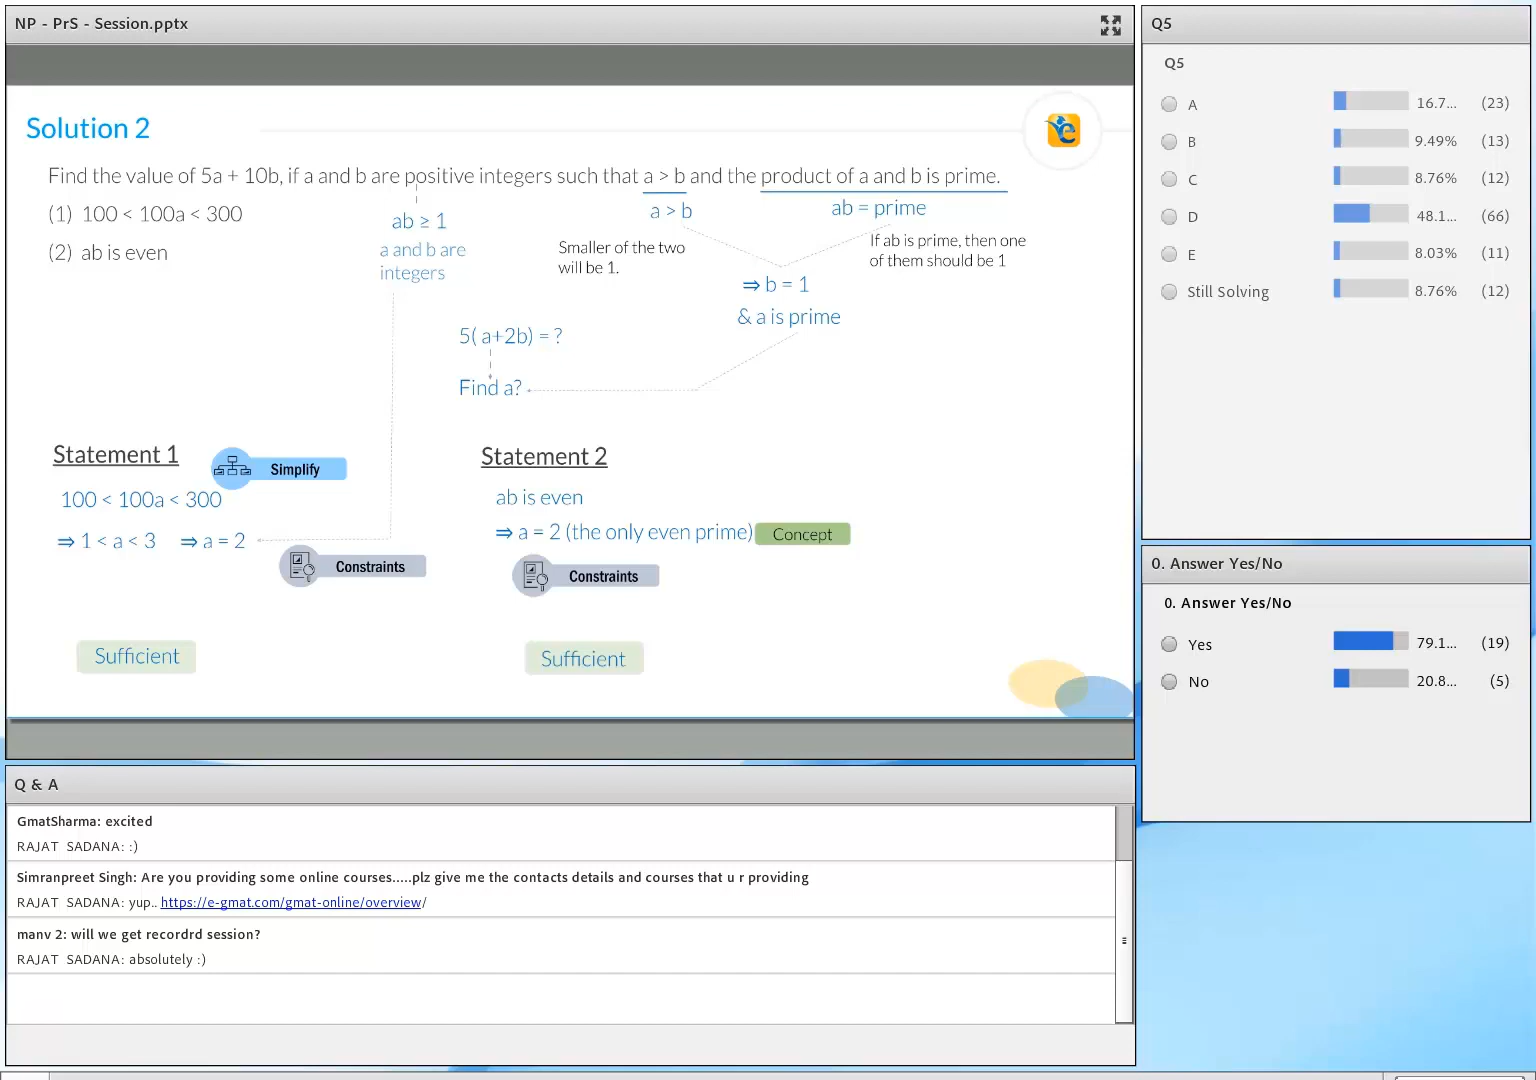 NP - PrS - Session.pptx
Solution 2
Find the value of 5a + 10b, if a and b are positive integers such that a > b and the product of a and b is prime.
(1) 100 < 100a < 300
(2) ab is even
ab ≥ 1
a and b are
integers
a > b
ab = prime
Smaller of the two
will be 1.
If ab is prime, then one
of them should be 1
⇒ b = 1
& a is prime
5( a+2b) = ?
Find a?
Statement 1
Simplify
100 < 100a < 300
⇒ 1 < a < 3 ⇒ a = 2
Constraints
Sufficient
Statement 2
ab is even
⇒ a = 2 (the only even prime) Concept
Constraints
Sufficient
Q5
Q5
A 16.7... (23)
B 9.49% (13)
C 8.76% (12)
D 48.1... (66)
E 8.03% (11)
Still Solving 8.76% (12)
0. Answer Yes/No
0. Answer Yes/No
Yes 79.1... (19)
No 20.8... (5)
Q & A
GmatSharma: excited
RAJAT SADANA: :)
Simranpreet Singh: Are you providing some online courses.....plz give me the contacts details and courses that u r providing
RAJAT SADANA: yup.. https://e-gmat.com/gmat-online/overview/
manv 2: will we get recordrd session?
RAJAT SADANA: absolutely :)